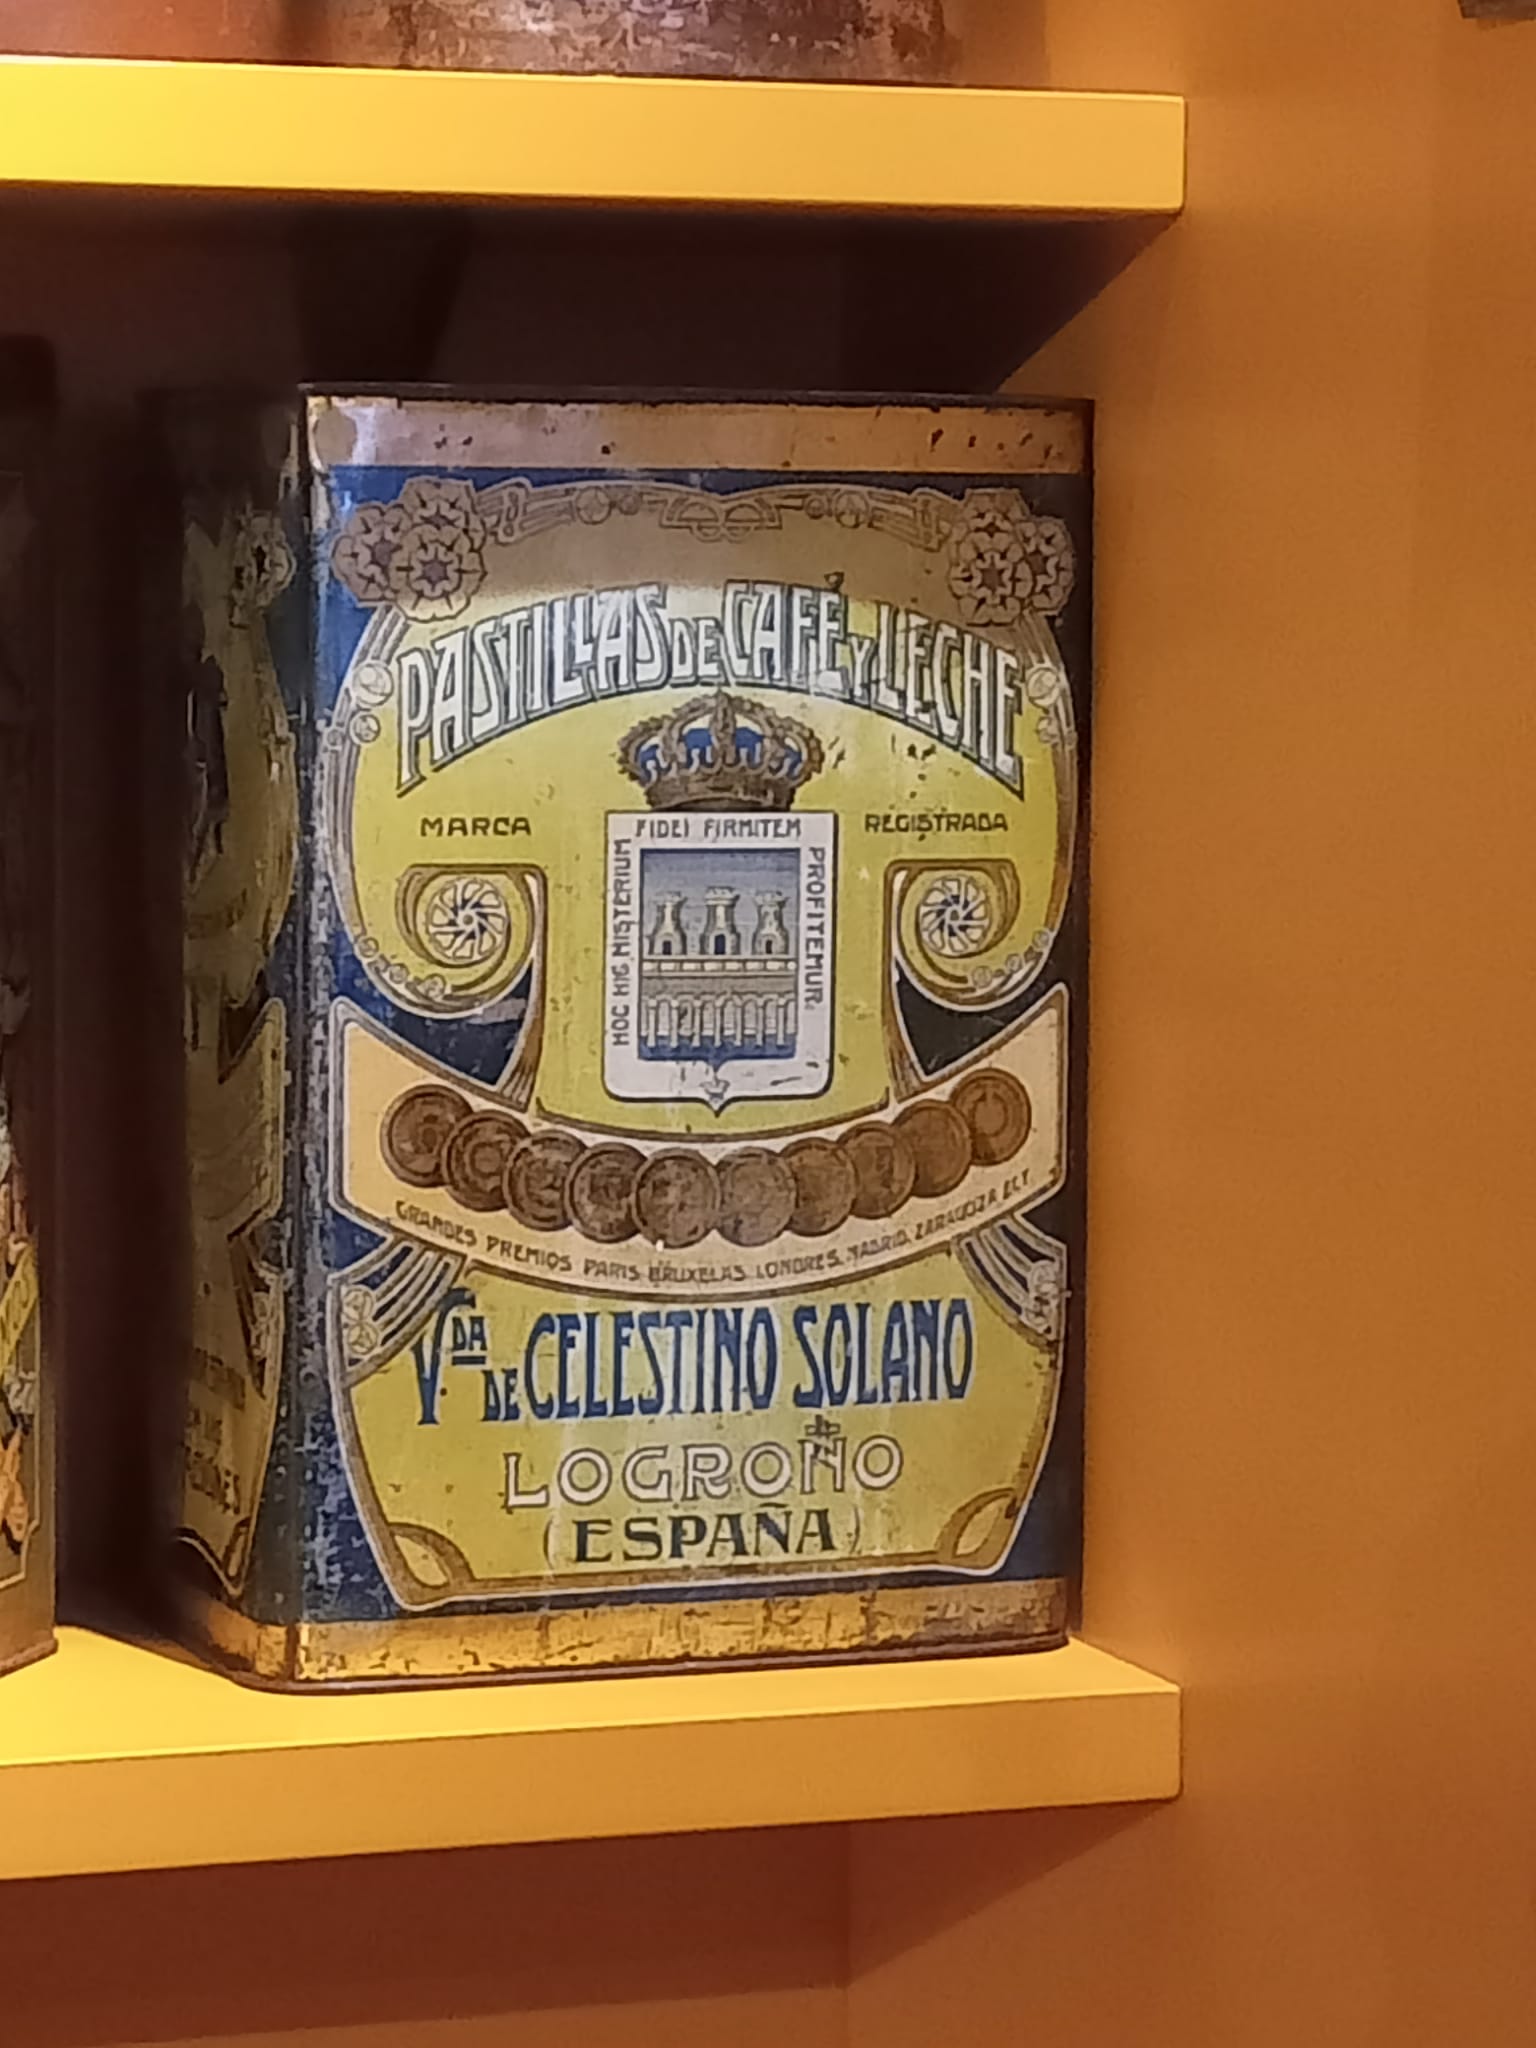 PASTILLAS DE CAFÉ Y LECHE
MARCA
REGISTRADA
HOC HIC MISTERIUM
FIDEI FIRMITEM
PROFITEMUR.
GRANDES PREMIOS PARIS BRUXELAS LONDRES. MADRID. ZARAGOZA ECT.
VDA DE CELESTINO SOLANO
LOGROÑO
(ESPAÑA)